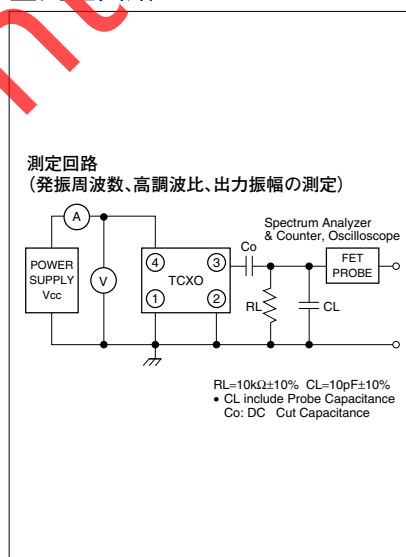 測定回路
(発振周波数、高調波比、出力振幅の測定)
A
Spectrum Analyzer
& Counter, Oscilloscope
Co
POWER
SUPPLY
Vcc
V
4
3
TCXO
1
2
FET
PROBE
RL
CL
RL=10kΩ±10% CL=10pF±10%
• CL include Probe Capacitance
Co: DC Cut Capacitance